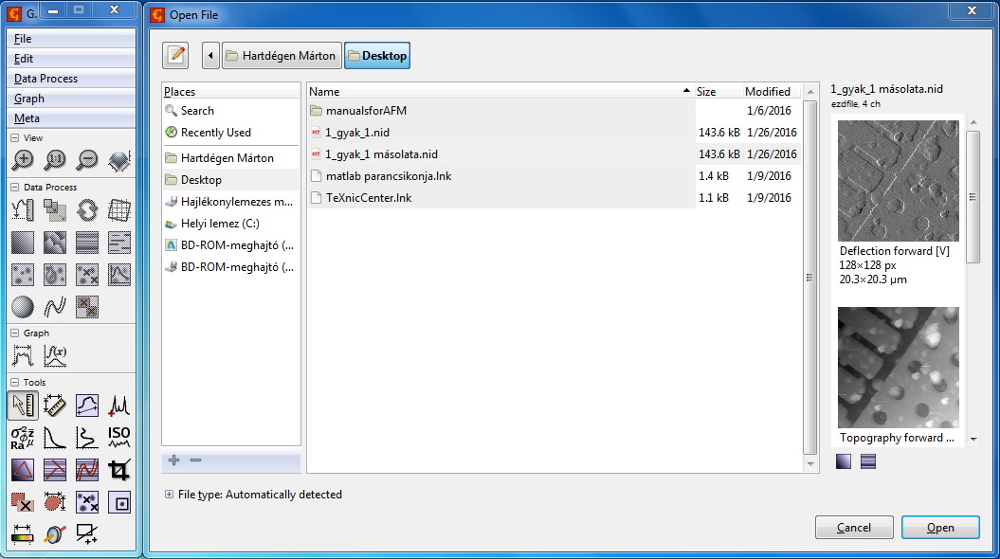 G..
File
Edit
Data Process
Graph
Meta
View
1:1
Data Process
Graph
f(x)
Tools
ISO
Ra
Open File
Hartdégen Márton
Desktop
Places
Search
Recently Used
Hartdégen Márton
Desktop
Hajlékonylemezes m...
Helyi lemez (C:)
BD-ROM-meghajtó (...
BD-ROM-meghajtó (...
Name Size Modified
manualsforAFM 1/6/2016
1_gyak_1.nid 143.6 kB 1/26/2016
1_gyak_1 másolata.nid 143.6 kB 1/26/2016
matlab parancsikonja.lnk 1.4 kB 1/9/2016
TeXnicCenter.lnk 1.1 kB 1/9/2016
1_gyak_1 másolata.nid
ezdfile, 4 ch
Deflection forward [V]
128×128 px
20.3×20.3 µm
Topography forward ...
File type: Automatically detected
Cancel
Open